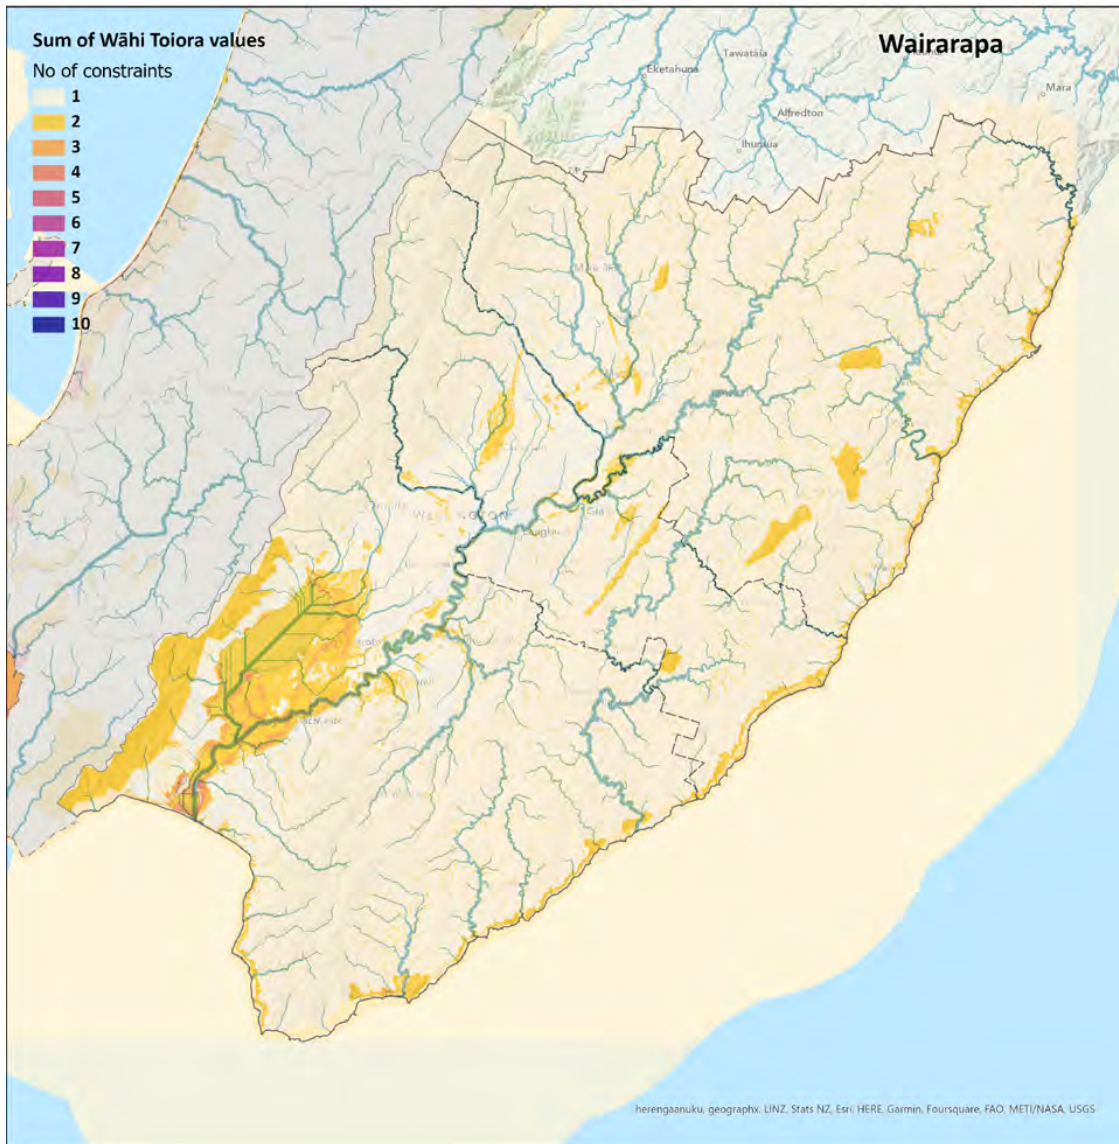 Sum of Wāhi Toiora values
No of constraints
1
2
3
4
5
6
7
8
9
10
Wairarapa
Tawataia
Eketahuna
Mara
Alfredton
Ihuraua
herengaanuku, geographx, LINZ, Stats NZ, Esri, HERE, Garmin, Foursquare, FAO, METI/NASA, USGS